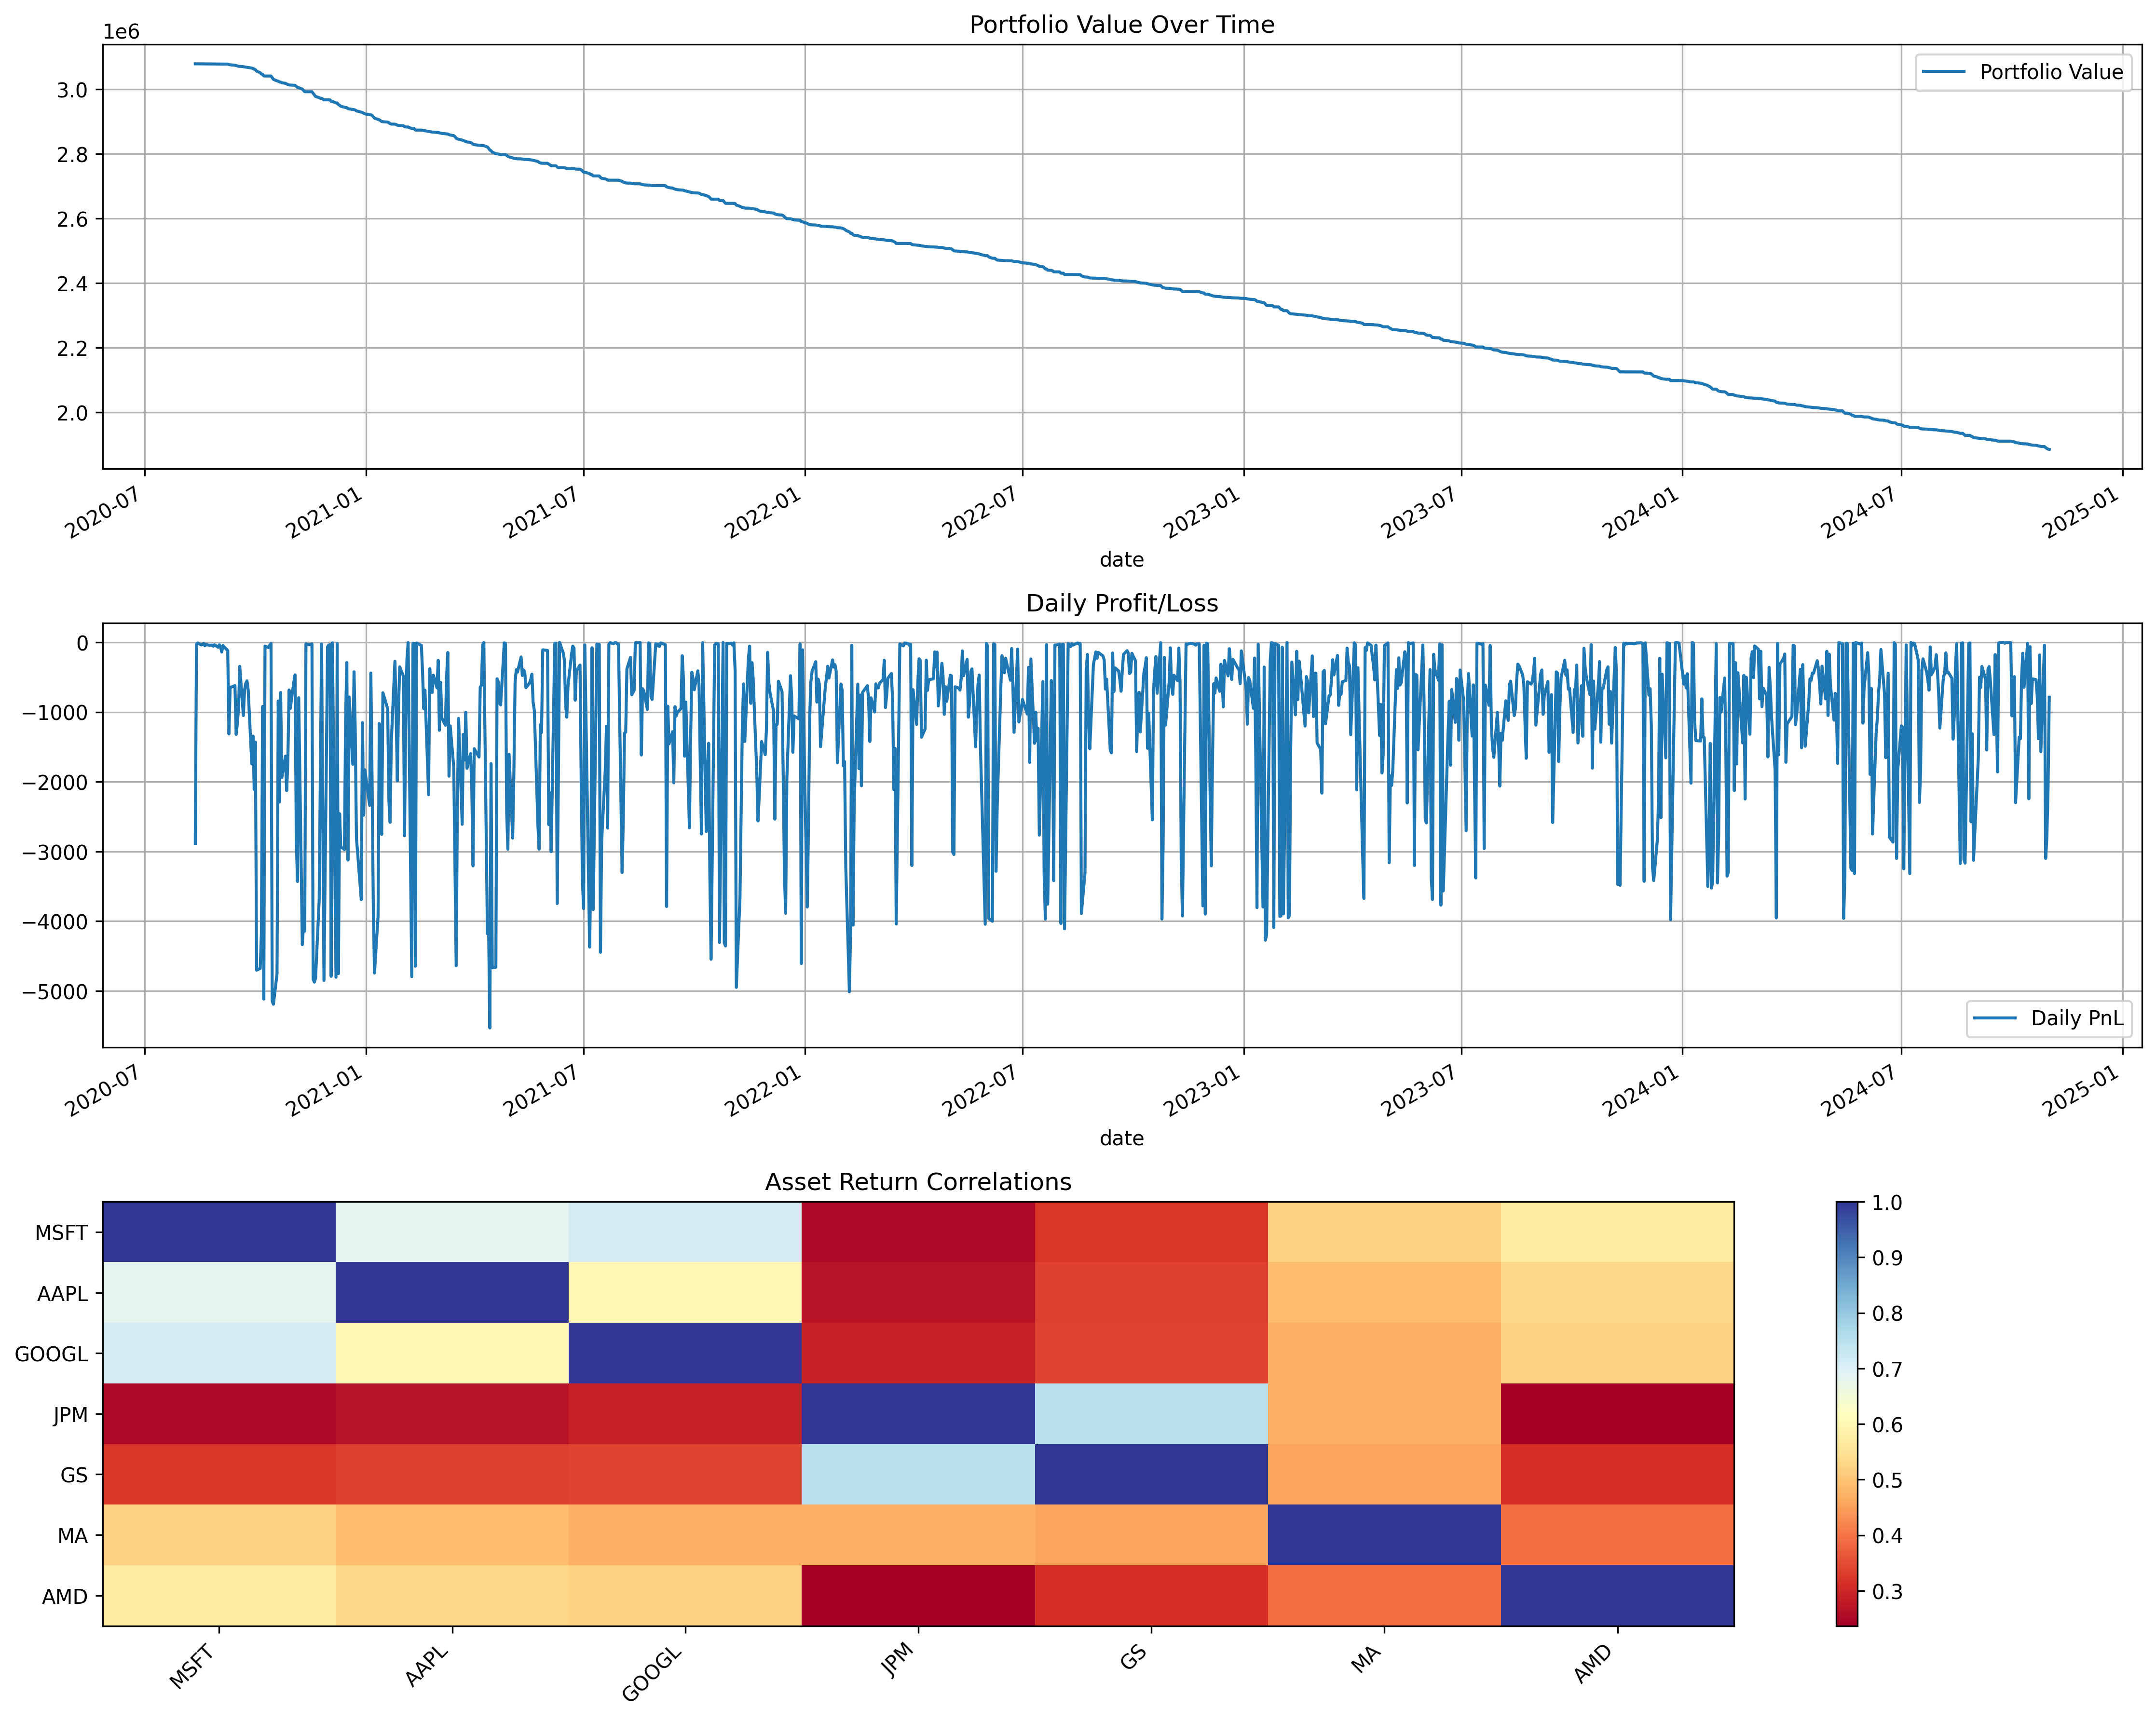 Portfolio Value Over Time
1e6
Portfolio Value
3.0
2.8
2.6
2.4
2.2
2.0
2020-07
2021-01
2021-07
2022-01
2022-07
2023-01
2023-07
2024-01
2024-07
2025-01
date
Daily Profit/Loss
0
−1000
−2000
−3000
−4000
−5000
Daily PnL
2020-07
2021-01
2021-07
2022-01
2022-07
2023-01
2023-07
2024-01
2024-07
2025-01
date
Asset Return Correlations
MSFT
AAPL
GOOGL
JPM
GS
MA
AMD
MSFT
AAPL
GOOGL
JPM
GS
MA
AMD
1.0
0.9
0.8
0.7
0.6
0.5
0.4
0.3